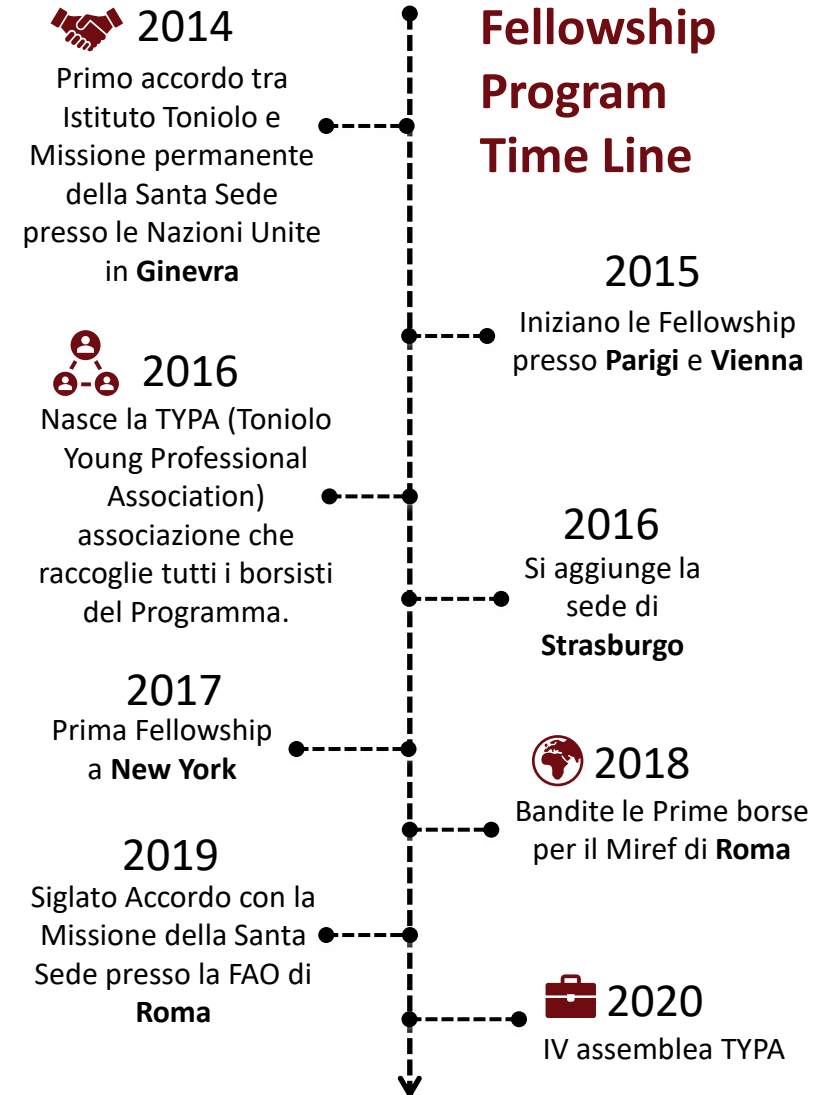 Fellowship
Program
Time Line
2014
Primo accordo tra
Istituto Toniolo e
Missione permanente
della Santa Sede
presso le Nazioni Unite
in Ginevra
2015
Iniziano le Fellowship
presso Parigi e Vienna
2016
Nasce la TYPA (Toniolo
Young Professional
Association)
associazione che
raccoglie tutti i borsisti
del Programma.
2016
Si aggiunge la
sede di
Strasburgo
2017
Prima Fellowship
a New York
2018
Bandite le Prime borse
per il Miref di Roma
2019
Siglato Accordo con la
Missione della Santa
Sede presso la FAO di
Roma
2020
IV assemblea TYPA